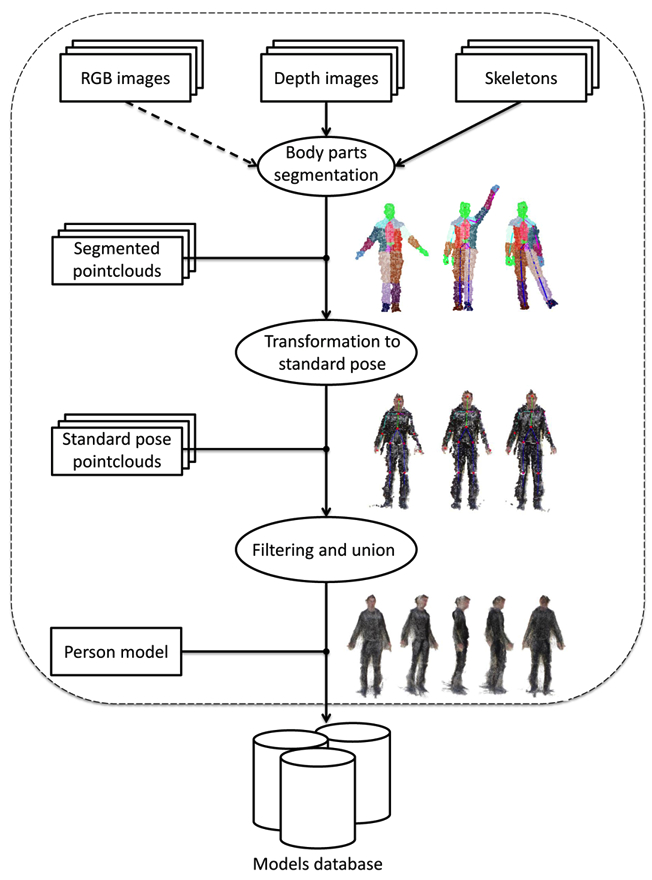 RGB images
Depth images
Skeletons
Body parts
segmentation
Segmented
pointclouds
Transformation to
standard pose
Standard pose
pointclouds
Filtering and union
Person model
Models database